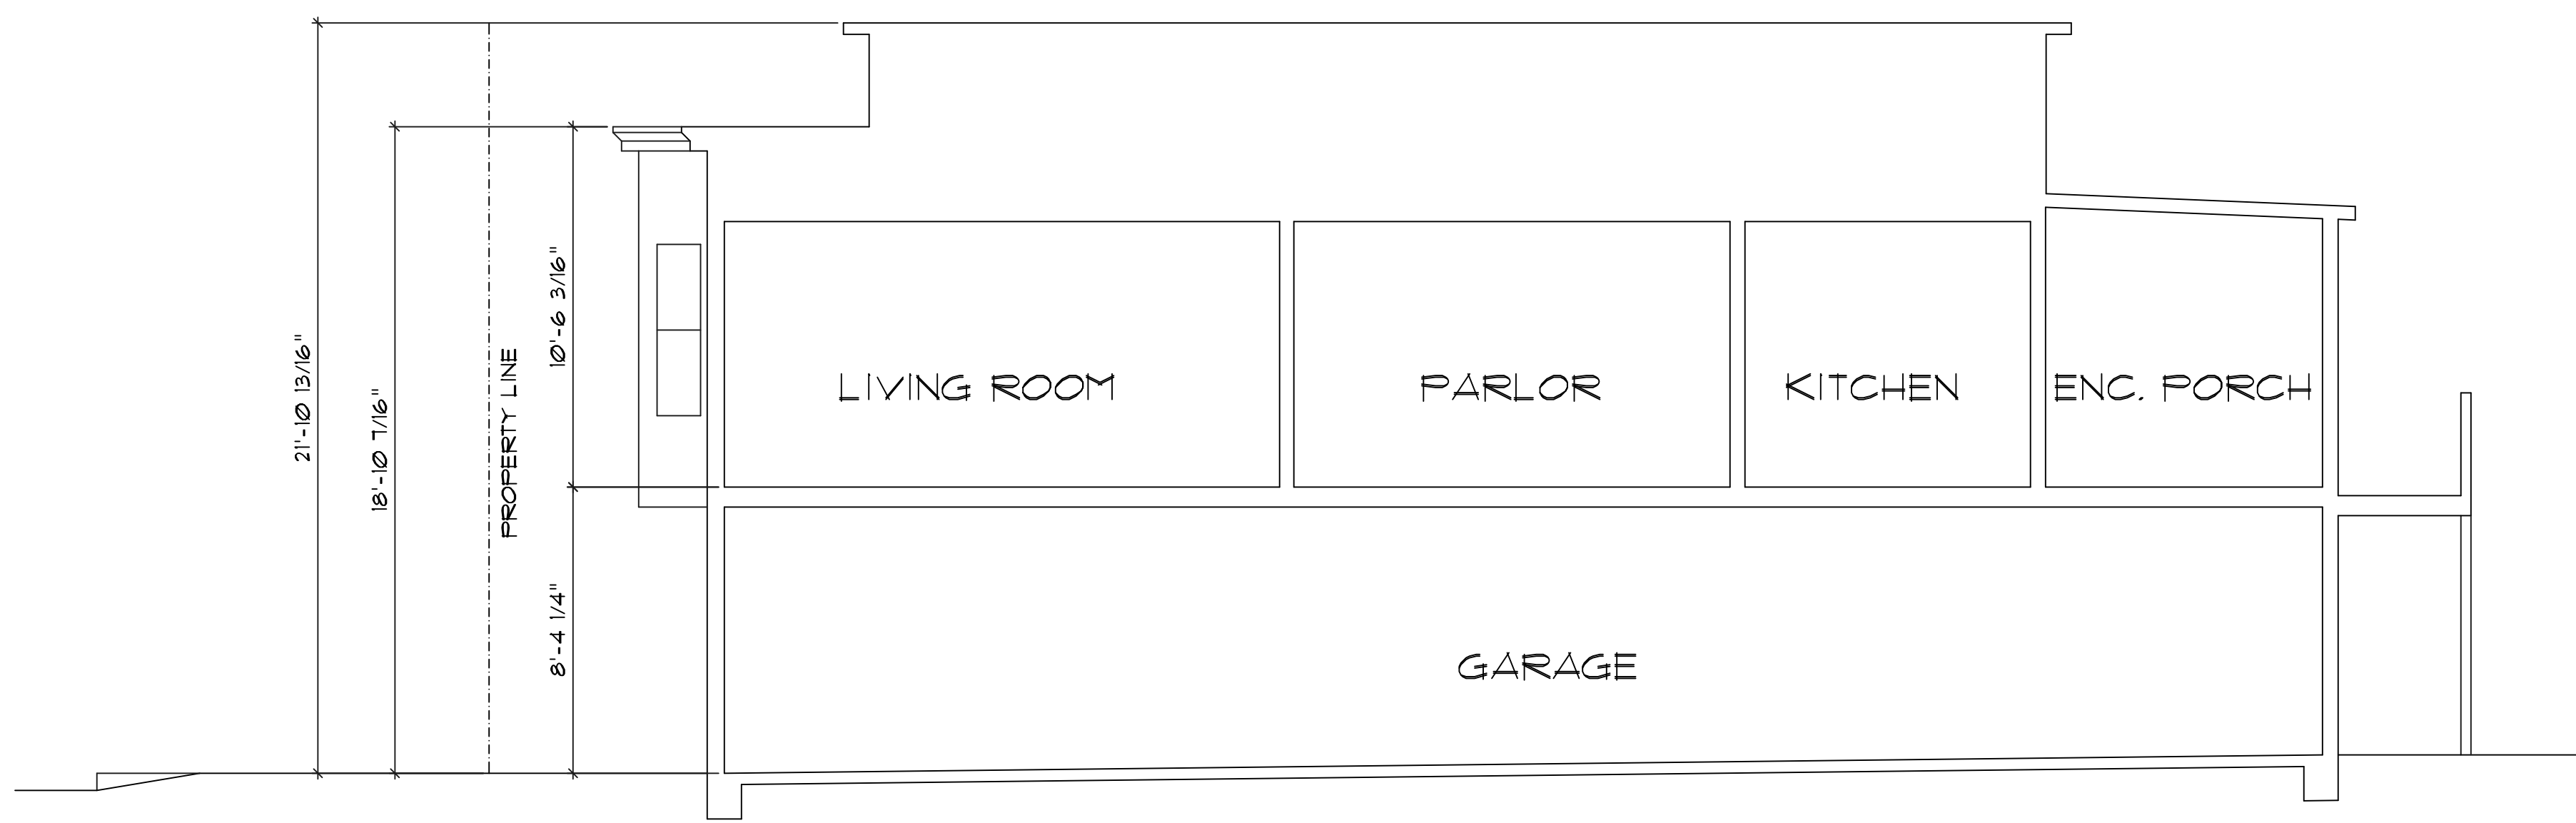 21'-10 13/16"
18'-10 7/16"
PROPERTY LINE
10'-6 3/16"
8'-4 1/4"
LIVING ROOM
PARLOR
KITCHEN
ENC. PORCH
GARAGE